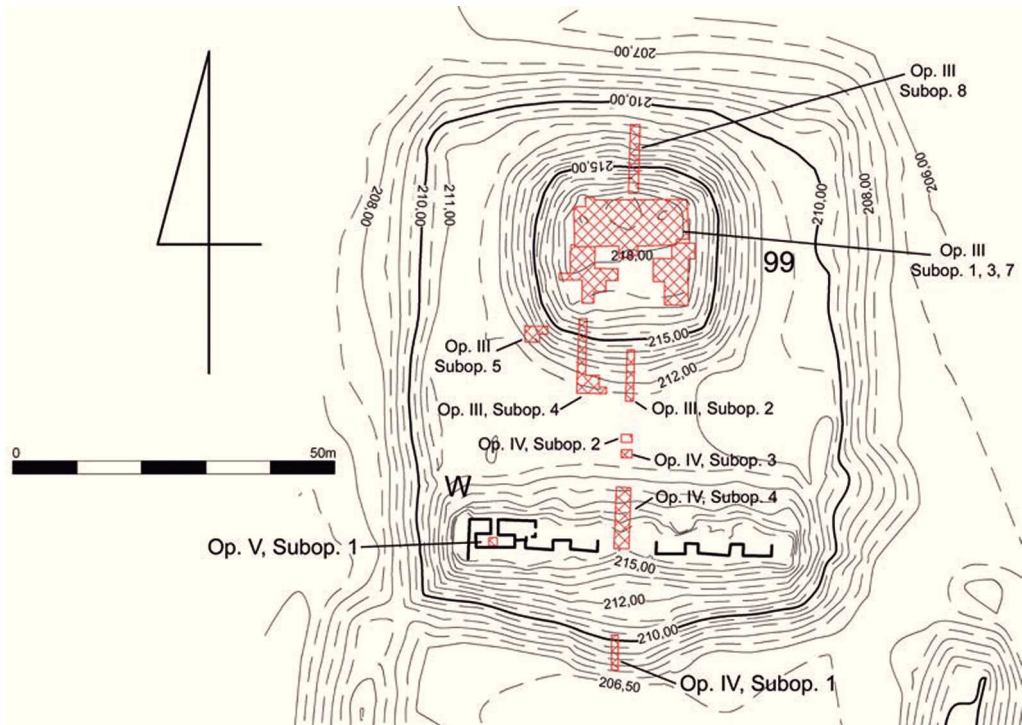 207,00
Op. III
Subop. 8
210,00
215,00
206,00
208,00
210,00
211,00
210,00
208,00
218,00
99
Op. III
Subop. 1, 3, 7
215,00
Op. III
Subop. 5
212,00
Op. III, Subop. 4
Op. III, Subop. 2
Op. IV, Subop. 2
Op. IV, Subop. 3
0
50m
W
Op. IV, Subop. 4
Op. V, Subop. 1
215,00
212,00
210,00
206,50
Op. IV, Subop. 1